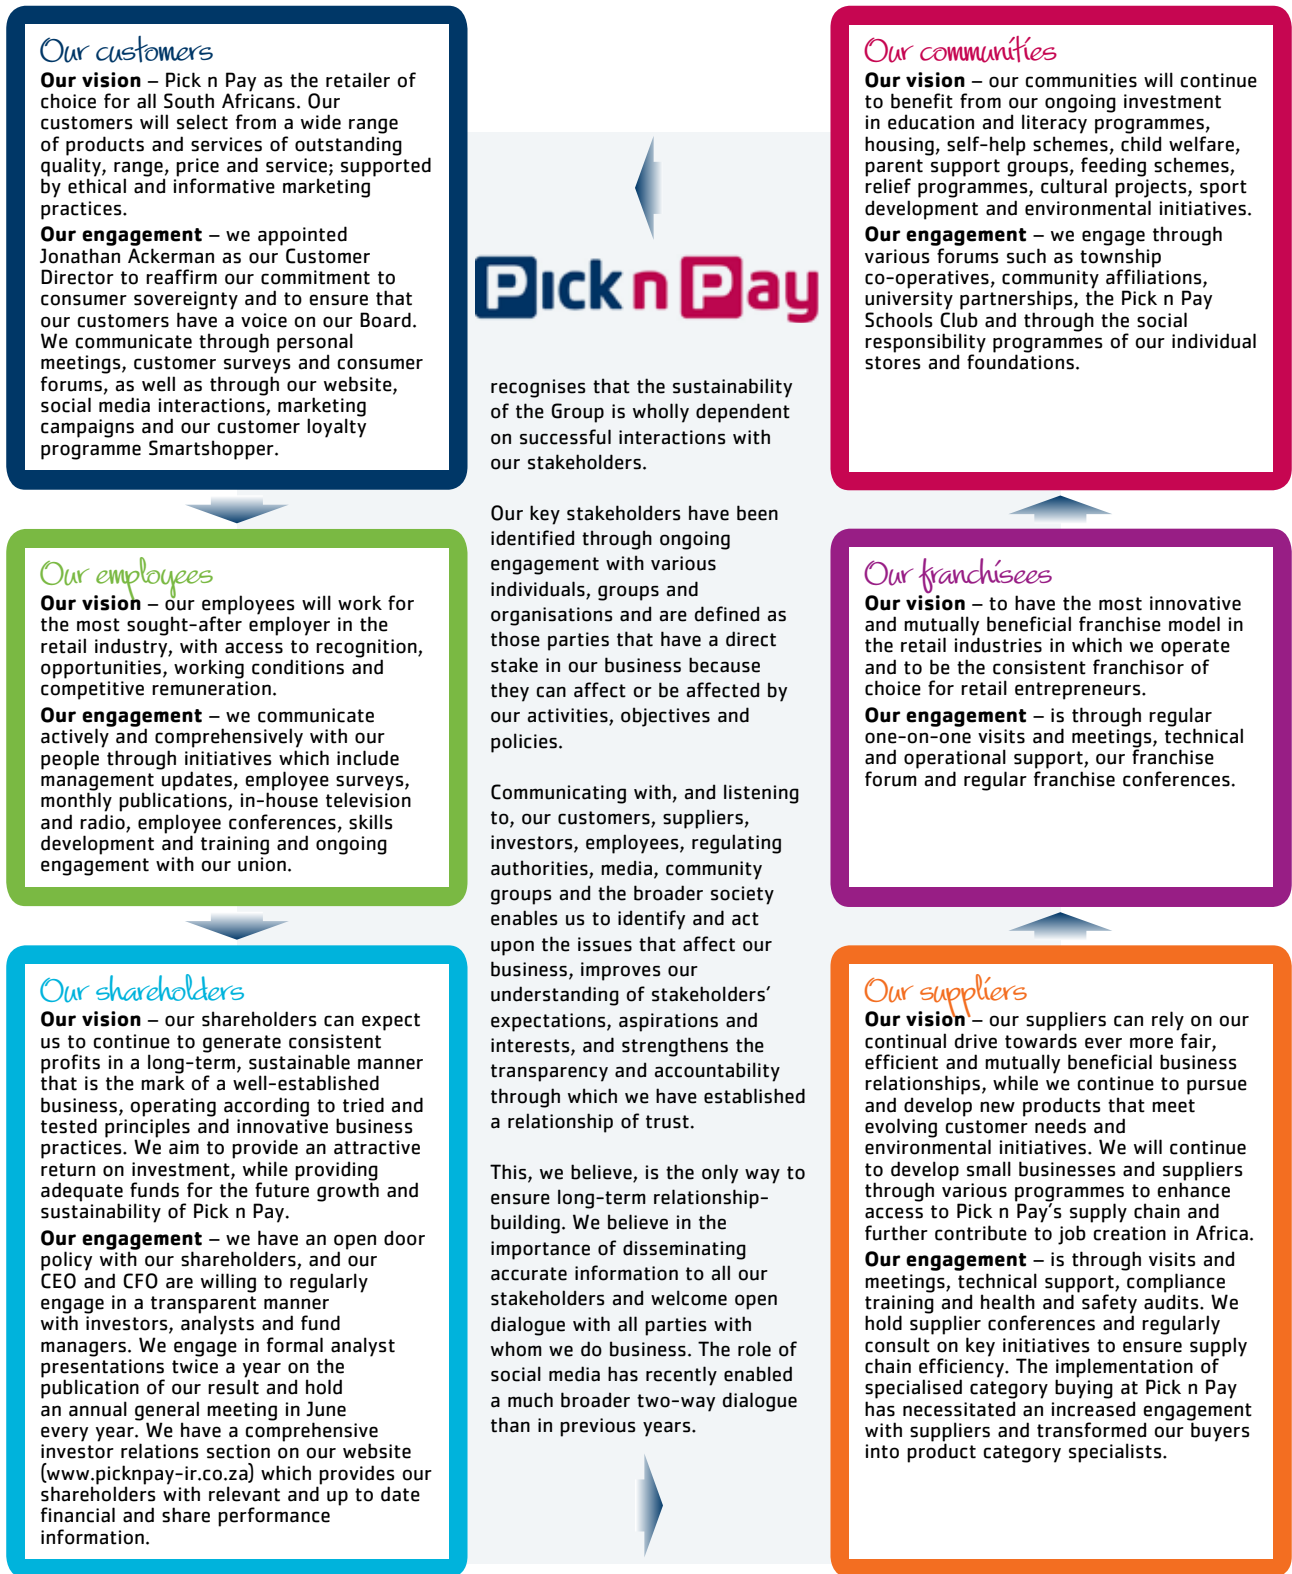 Our customers
Our vision – Pick n Pay as the retailer of
choice for all South Africans. Our
customers will select from a wide range
of products and services of outstanding
quality, range, price and service; supported
by ethical and informative marketing
practices.
Our engagement – we appointed
Jonathan Ackerman as our Customer
Director to reaffirm our commitment to
consumer sovereignty and to ensure that
our customers have a voice on our Board.
We communicate through personal
meetings, customer surveys and consumer
forums, as well as through our website,
social media interactions, marketing
campaigns and our customer loyalty
programme Smartshopper.
Our employees
Our vision – our employees will work for
the most sought-after employer in the
retail industry, with access to recognition,
opportunities, working conditions and
competitive remuneration.
Our engagement – we communicate
actively and comprehensively with our
people through initiatives which include
management updates, employee surveys,
monthly publications, in-house television
and radio, employee conferences, skills
development and training and ongoing
engagement with our union.
Our shareholders
Our vision – our shareholders can expect
us to continue to generate consistent
profits in a long-term, sustainable manner
that is the mark of a well-established
business, operating according to tried and
tested principles and innovative business
practices. We aim to provide an attractive
return on investment, while providing
adequate funds for the future growth and
sustainability of Pick n Pay.
Our engagement – we have an open door
policy with our shareholders, and our
CEO and CFO are willing to regularly
engage in a transparent manner
with investors, analysts and fund
managers. We engage in formal analyst
presentations twice a year on the
publication of our result and hold
an annual general meeting in June
every year. We have a comprehensive
investor relations section on our website
(www.picknpay-ir.co.za) which provides our
shareholders with relevant and up to date
financial and share performance
information.
Pick n Pay
recognises that the sustainability
of the Group is wholly dependent
on successful interactions with
our stakeholders.
Our key stakeholders have been
identified through ongoing
engagement with various
individuals, groups and
organisations and are defined as
those parties that have a direct
stake in our business because
they can affect or be affected by
our activities, objectives and
policies.
Communicating with, and listening
to, our customers, suppliers,
investors, employees, regulating
authorities, media, community
groups and the broader society
enables us to identify and act
upon the issues that affect our
business, improves our
understanding of stakeholders’
expectations, aspirations and
interests, and strengthens the
transparency and accountability
through which we have established
a relationship of trust.
This, we believe, is the only way to
ensure long-term relationship-
building. We believe in the
importance of disseminating
accurate information to all our
stakeholders and welcome open
dialogue with all parties with
whom we do business. The role of
social media has recently enabled
a much broader two-way dialogue
than in previous years.
Our communities
Our vision – our communities will continue
to benefit from our ongoing investment
in education and literacy programmes,
housing, self-help schemes, child welfare,
parent support groups, feeding schemes,
relief programmes, cultural projects, sport
development and environmental initiatives.
Our engagement – we engage through
various forums such as township
co-operatives, community affiliations,
university partnerships, the Pick n Pay
Schools Club and through the social
responsibility programmes of our individual
stores and foundations.
Our franchisees
Our vision – to have the most innovative
and mutually beneficial franchise model in
the retail industries in which we operate
and to be the consistent franchisor of
choice for retail entrepreneurs.
Our engagement – is through regular
one-on-one visits and meetings, technical
and operational support, our franchise
forum and regular franchise conferences.
Our suppliers
Our vision – our suppliers can rely on our
continual drive towards ever more fair,
efficient and mutually beneficial business
relationships, while we continue to pursue
and develop new products that meet
evolving customer needs and
environmental initiatives. We will continue
to develop small businesses and suppliers
through various programmes to enhance
access to Pick n Pay’s supply chain and
further contribute to job creation in Africa.
Our engagement – is through visits and
meetings, technical support, compliance
training and health and safety audits. We
hold supplier conferences and regularly
consult on key initiatives to ensure supply
chain efficiency. The implementation of
specialised category buying at Pick n Pay
has necessitated an increased engagement
with suppliers and transformed our buyers
into product category specialists.